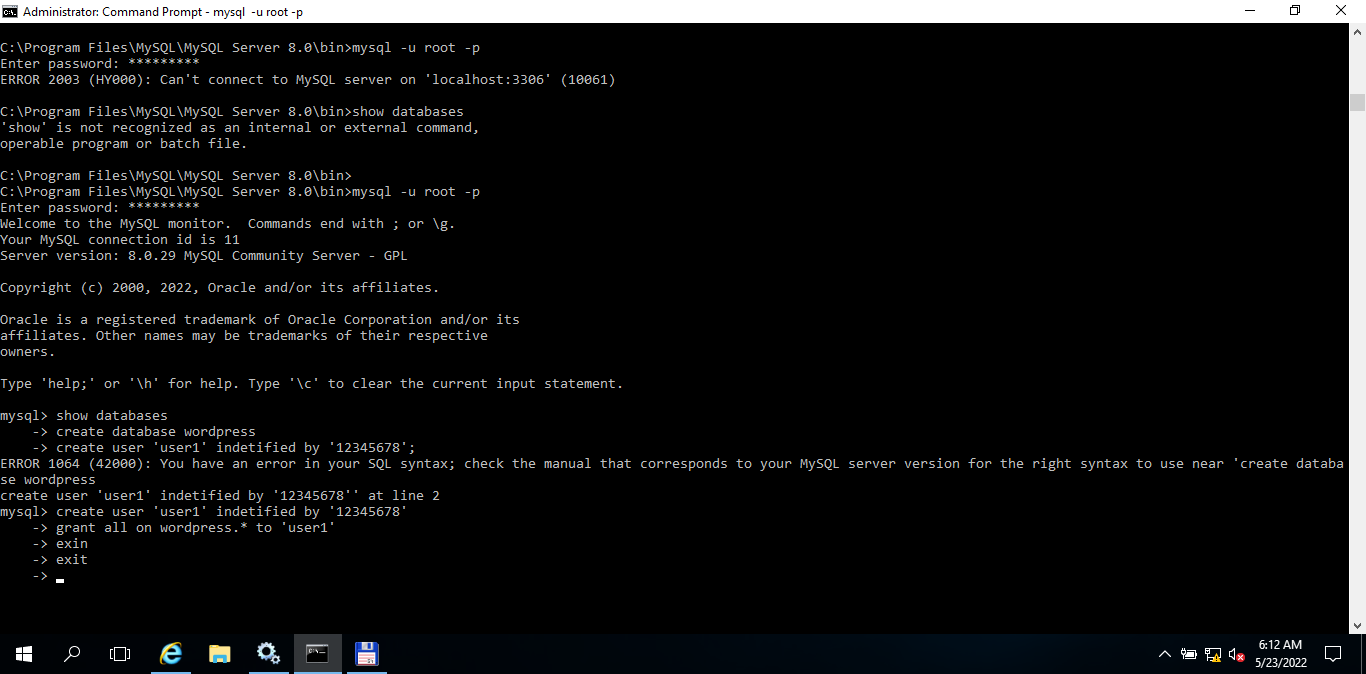 Administrator: Command Prompt - mysql  -u root -p
C:\Program Files\MySQL\MySQL Server 8.0\bin>mysql -u root -p
Enter password: *********
ERROR 2003 (HY000): Can't connect to MySQL server on 'localhost:3306' (10061)
C:\Program Files\MySQL\MySQL Server 8.0\bin>show databases
'show' is not recognized as an internal or external command,
operable program or batch file.
C:\Program Files\MySQL\MySQL Server 8.0\bin>
C:\Program Files\MySQL\MySQL Server 8.0\bin>mysql -u root -p
Enter password: *********
Welcome to the MySQL monitor.  Commands end with ; or \g.
Your MySQL connection id is 11
Server version: 8.0.29 MySQL Community Server - GPL
Copyright (c) 2000, 2022, Oracle and/or its affiliates.
Oracle is a registered trademark of Oracle Corporation and/or its
affiliates. Other names may be trademarks of their respective
owners.
Type 'help;' or '\h' for help. Type '\c' to clear the current input statement.
mysql> show databases
    -> create database wordpress
    -> create user 'user1' indetified by '12345678';
ERROR 1064 (42000): You have an error in your SQL syntax; check the manual that corresponds to your MySQL server version for the right syntax to use near 'create databa
se wordpress
create user 'user1' indetified by '12345678'' at line 2
mysql> create user 'user1' indetified by '12345678'
    -> grant all on wordpress.* to 'user1'
    -> exin
    -> exit
    ->
6:12 AM
5/23/2022